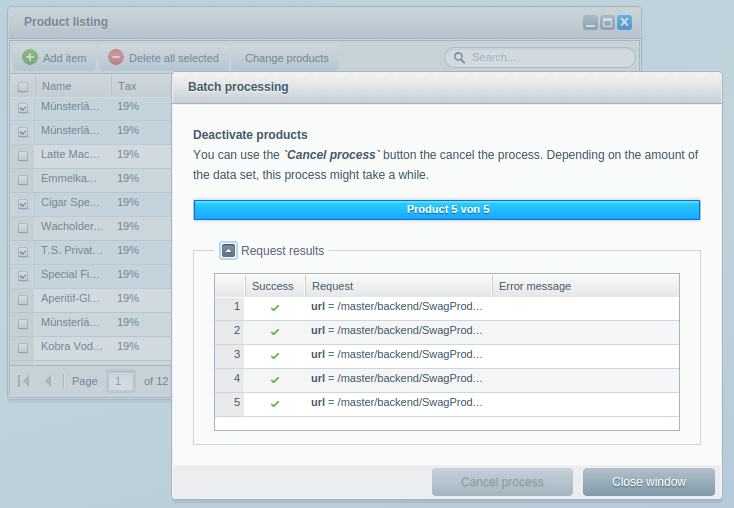 Product listing
Add item
Delete all selected
Change products
Search...
Name
Tax
Münsterlä...
19%
Münsterlä...
19%
Latte Mac...
19%
Emmelka...
19%
Cigar Spe...
19%
Wacholder...
19%
T.S. Privat...
19%
Special Fi...
19%
Aperitif-Gl...
19%
Münsterlä...
19%
Kobra Vod...
19%
Page 1 of 12
Batch processing
Deactivate products
You can use the `Cancel process` button the cancel the process. Depending on the amount of
the data set, this process might take a while.
Product 5 von 5
Request results
Success Request Error message
1 url = /master/backend/SwagProd...
2 url = /master/backend/SwagProd...
3 url = /master/backend/SwagProd...
4 url = /master/backend/SwagProd...
5 url = /master/backend/SwagProd...
Cancel process
Close window